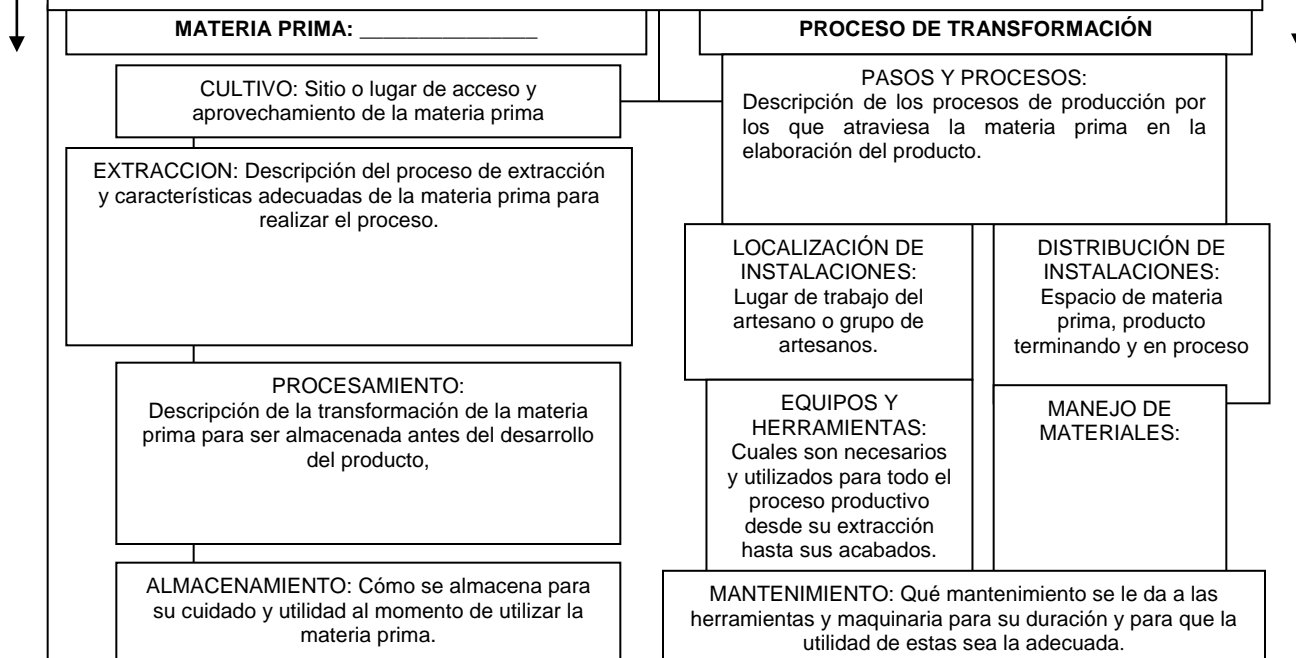 MATERIA PRIMA: _______________
CULTIVO: Sitio o lugar de acceso y
aprovechamiento de la materia prima
EXTRACCION: Descripción del proceso de extracción
y características adecuadas de la materia prima para
realizar el proceso.
PROCESAMIENTO:
Descripción de la transformación de la materia
prima para ser almacenada antes del desarrollo
del producto,
ALMACENAMIENTO: Cómo se almacena para
su cuidado y utilidad al momento de utilizar la
materia prima.
PROCESO DE TRANSFORMACIÓN
PASOS Y PROCESOS:
Descripción de los procesos de producción por
los que atraviesa la materia prima en la
elaboración del producto.
LOCALIZACIÓN DE
INSTALACIONES:
Lugar de trabajo del
artesano o grupo de
artesanos.
DISTRIBUCIÓN DE
INSTALACIONES:
Espacio de materia
prima, producto
terminando y en proceso
EQUIPOS Y
HERRAMIENTAS:
Cuales son necesarios
y utilizados para todo el
proceso productivo
desde su extracción
hasta sus acabados.
MANEJO DE
MATERIALES:
MANTENIMIENTO: Qué mantenimiento se le da a las
herramientas y maquinaria para su duración y para que la
utilidad de estas sea la adecuada.